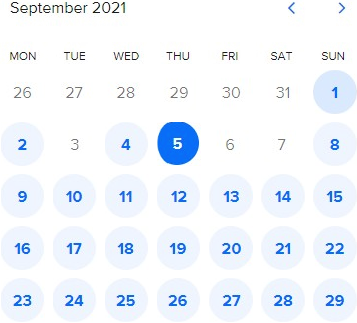 September 2021
MON TUE WED THU FRI SAT SUN
26 27 28 29 30 31 1
2 3 4 5 6 7 8
9 10 11 12 13 14 15
16 17 18 19 20 21 22
23 24 25 26 27 28 29